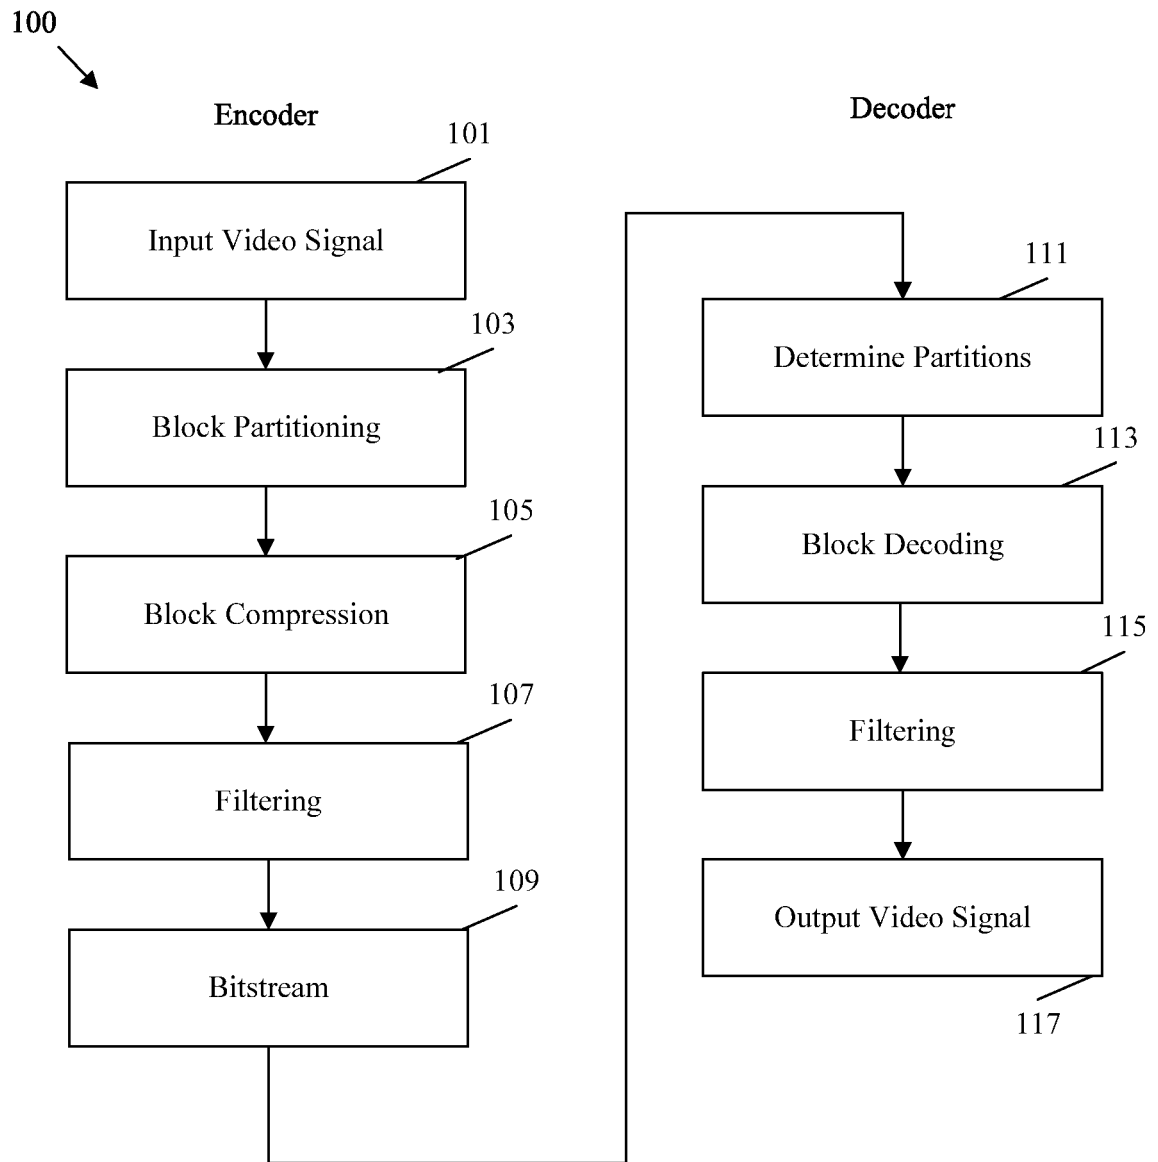 100
Encoder
101
Input Video Signal
103
Block Partitioning
105
Block Compression
107
Filtering
109
Bitstream
Decoder
111
Determine Partitions
113
Block Decoding
115
Filtering
Output Video Signal
117